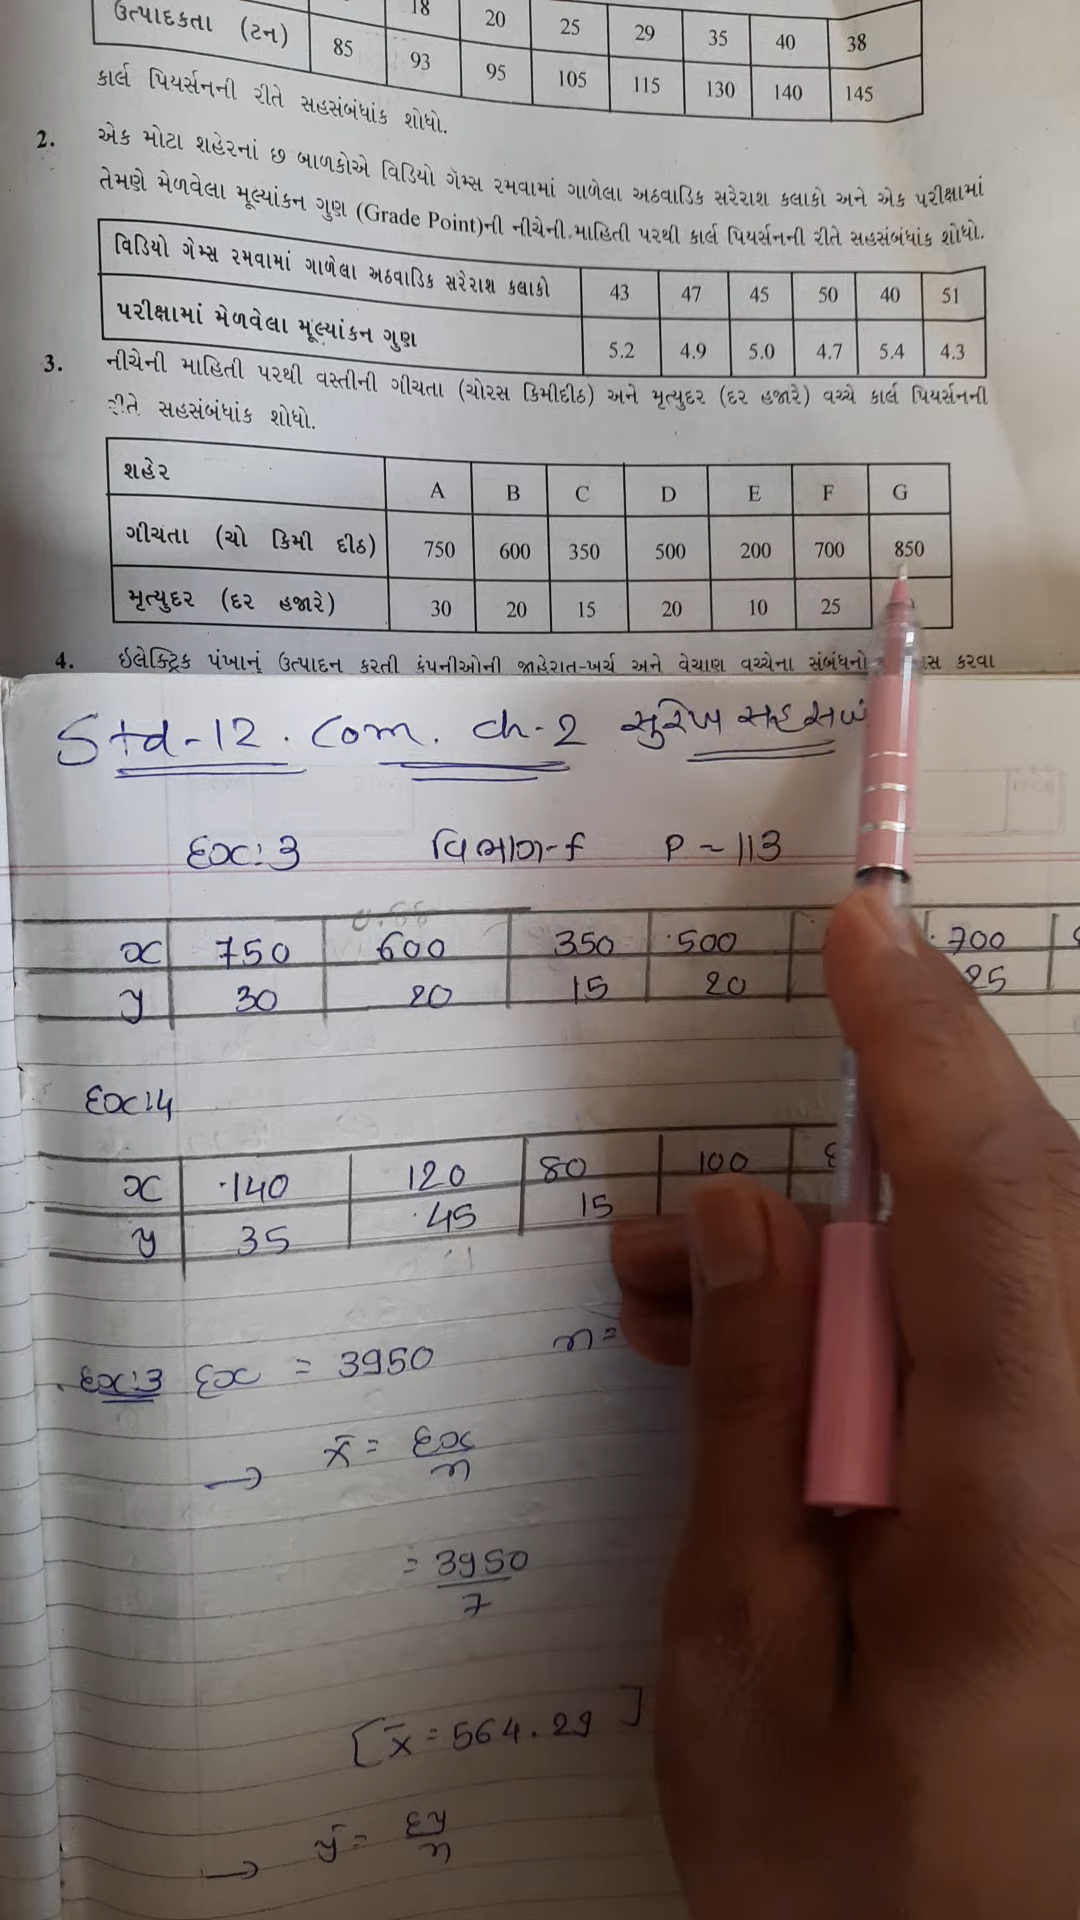 ઉત્પાદકતા (ટન) 85 93 95 105 115 130 140 145
18 20 25 29 35 40 38
કાર્લ પિયર્સનની રીતે સહસંબંધાંક શોધો.
2. એક મોટા શહેરનાં છ બાળકોએ વિડિયો ગૅમ્સ રમવામાં ગાળેલા અઠવાડિક સરેરાશ કલાકો અને એક પરીક્ષામાં
તેમણે મેળવેલા મૂલ્યાંકન ગુણ (Grade Point)ની નીચેની માહિતી પરથી કાર્લ પિયર્સનની રીતે સહસંબંધાંક શોધો.
વિડિયો ગેમ્સ રમવામાં ગાળેલા અઠવાડિક સરેરાશ કલાકો 43 47 45 50 40 51
પરીક્ષામાં મેળવેલા મૂલ્યાંકન ગુણ 5.2 4.9 5.0 4.7 5.4 4.3
3. નીચેની માહિતી પરથી વસ્તીની ગીચતા (ચોરસ કિમીદીઠ) અને મૃત્યુદર (દર હજારે) વચ્ચે કાર્લ પિયર્સનની
રીતે સહસંબંધાંક શોધો.
શહેર A B C D E F G
ગીચતા (ચો કિમી દીઠ) 750 600 350 500 200 700 850
મૃત્યુદર (દર હજારે) 30 20 15 20 10 25
4. ઇલેક્ટ્રિક પંખાનું ઉત્પાદન કરતી કંપનીઓની જાહેરાત-ખર્ચ અને વેચાણ વચ્ચેના સંબંધનો કરવા
Std-12. Com. ch-2 સુરેખ
Ex:3 વિભાગ-F P-113
x 750 600 350 500 700
y 30 20 15 20 25
Ex:4
x 140 120 80 100
y 35 45 15
Ex:3 Σx = 3950 n=
→ x̄ = Σx/n
= 3950/7
[x̄ = 564.29]
→ ȳ = Σy/n